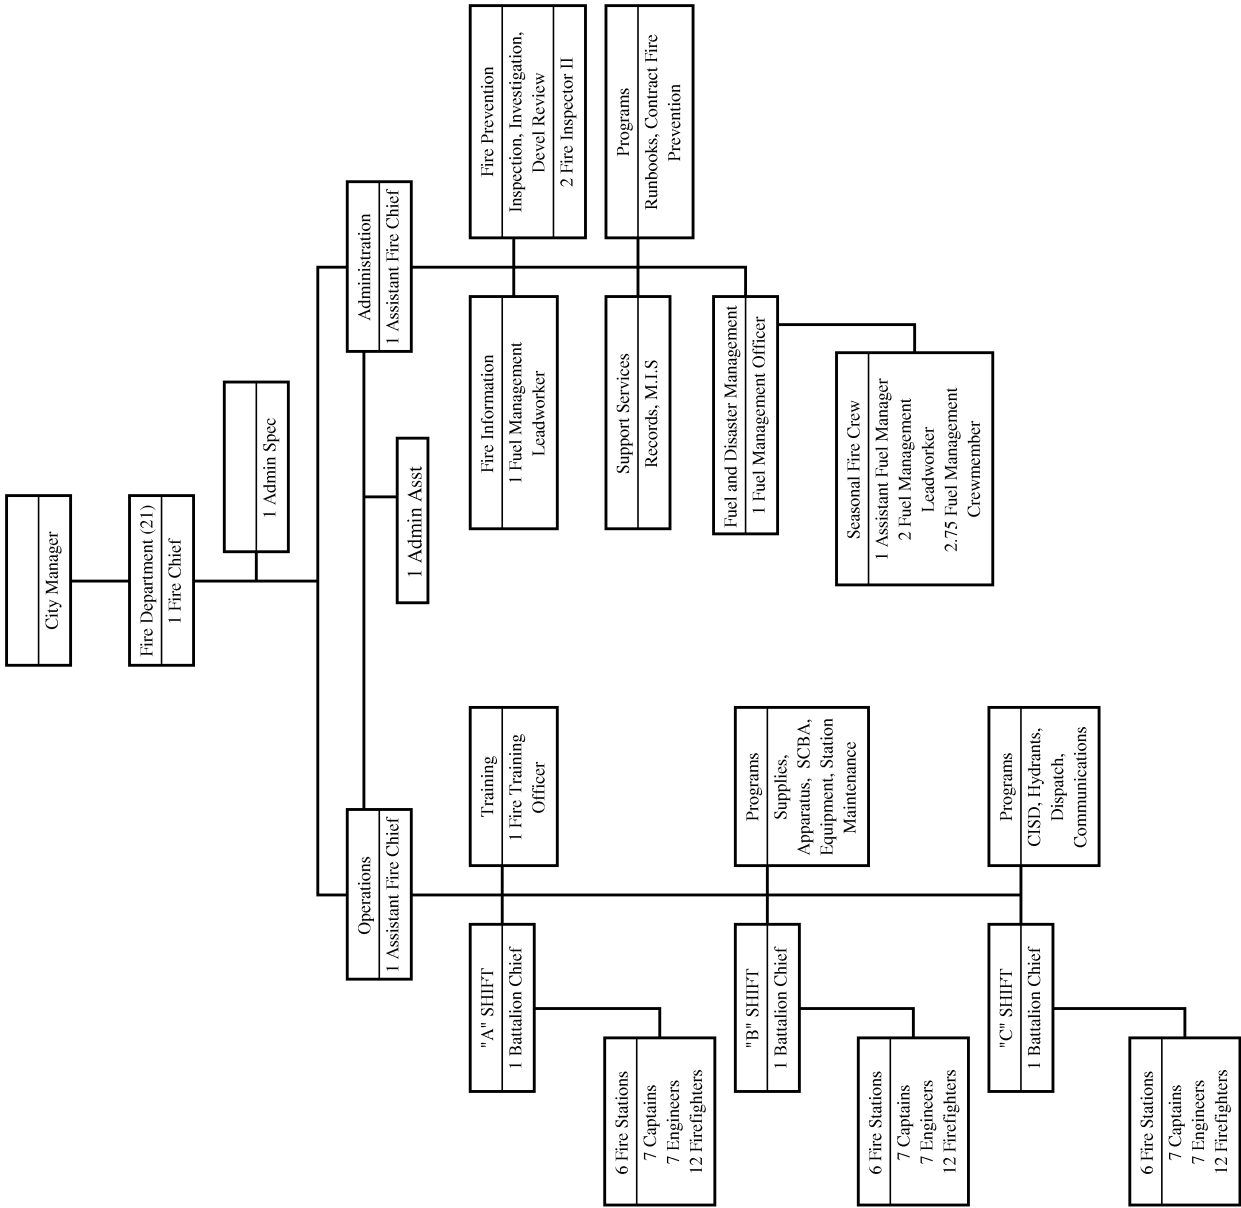 City Manager
Fire Department (21)
1 Fire Chief
1 Admin Spec
Operations
1 Assistant Fire Chief
Administration
1 Assistant Fire Chief
1 Admin Asst
"A" SHIFT
1 Battalion Chief
Training
1 Fire Training
Officer
6 Fire Stations
7 Captains
7 Engineers
12 Firefighters
"B" SHIFT
1 Battalion Chief
Programs
Supplies,
Apparatus, SCBA,
Equipment, Station
Maintenance
6 Fire Stations
7 Captains
7 Engineers
12 Firefighters
"C" SHIFT
1 Battalion Chief
Programs
CISD, Hydrants,
Dispatch,
Communications
6 Fire Stations
7 Captains
7 Engineers
12 Firefighters
Fire Information
1 Fuel Management
Leadworker
Fire Prevention
Inspection, Investigation,
Devel Review
2 Fire Inspector II
Support Services
Records, M.I.S
Programs
Runbooks, Contract Fire
Prevention
Fuel and Disaster Management
1 Fuel Management Officer
Seasonal Fire Crew
1 Assistant Fuel Manager
2 Fuel Management
Leadworker
2.75 Fuel Management
Crewmember